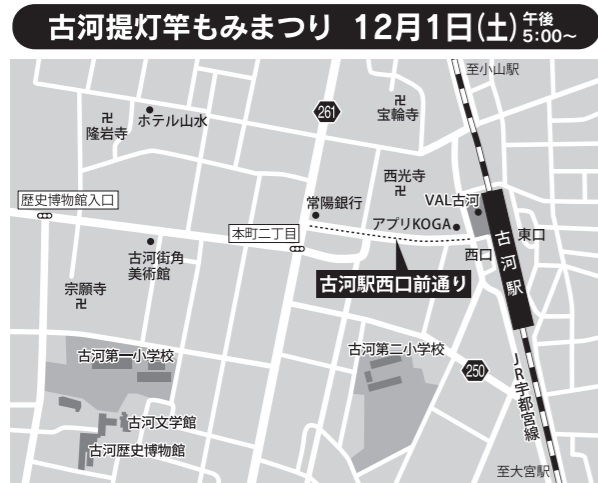 古河提灯竿もみまつり 12月1日(土) 午後5:00～
至小山駅
261
卍
宝輪寺
ホテル山水
卍
隆岩寺
西光寺
卍
歴史博物館入口
常陽銀行
VAL古河
アプリKOGA
本町二丁目
東口
西口
古河駅
古河街角
美術館
古河駅西口前通り
宗願寺
卍
古河第一小学校
古河第二小学校
250
JR宇都宮線
古河文学館
古河歴史博物館
至大宮駅